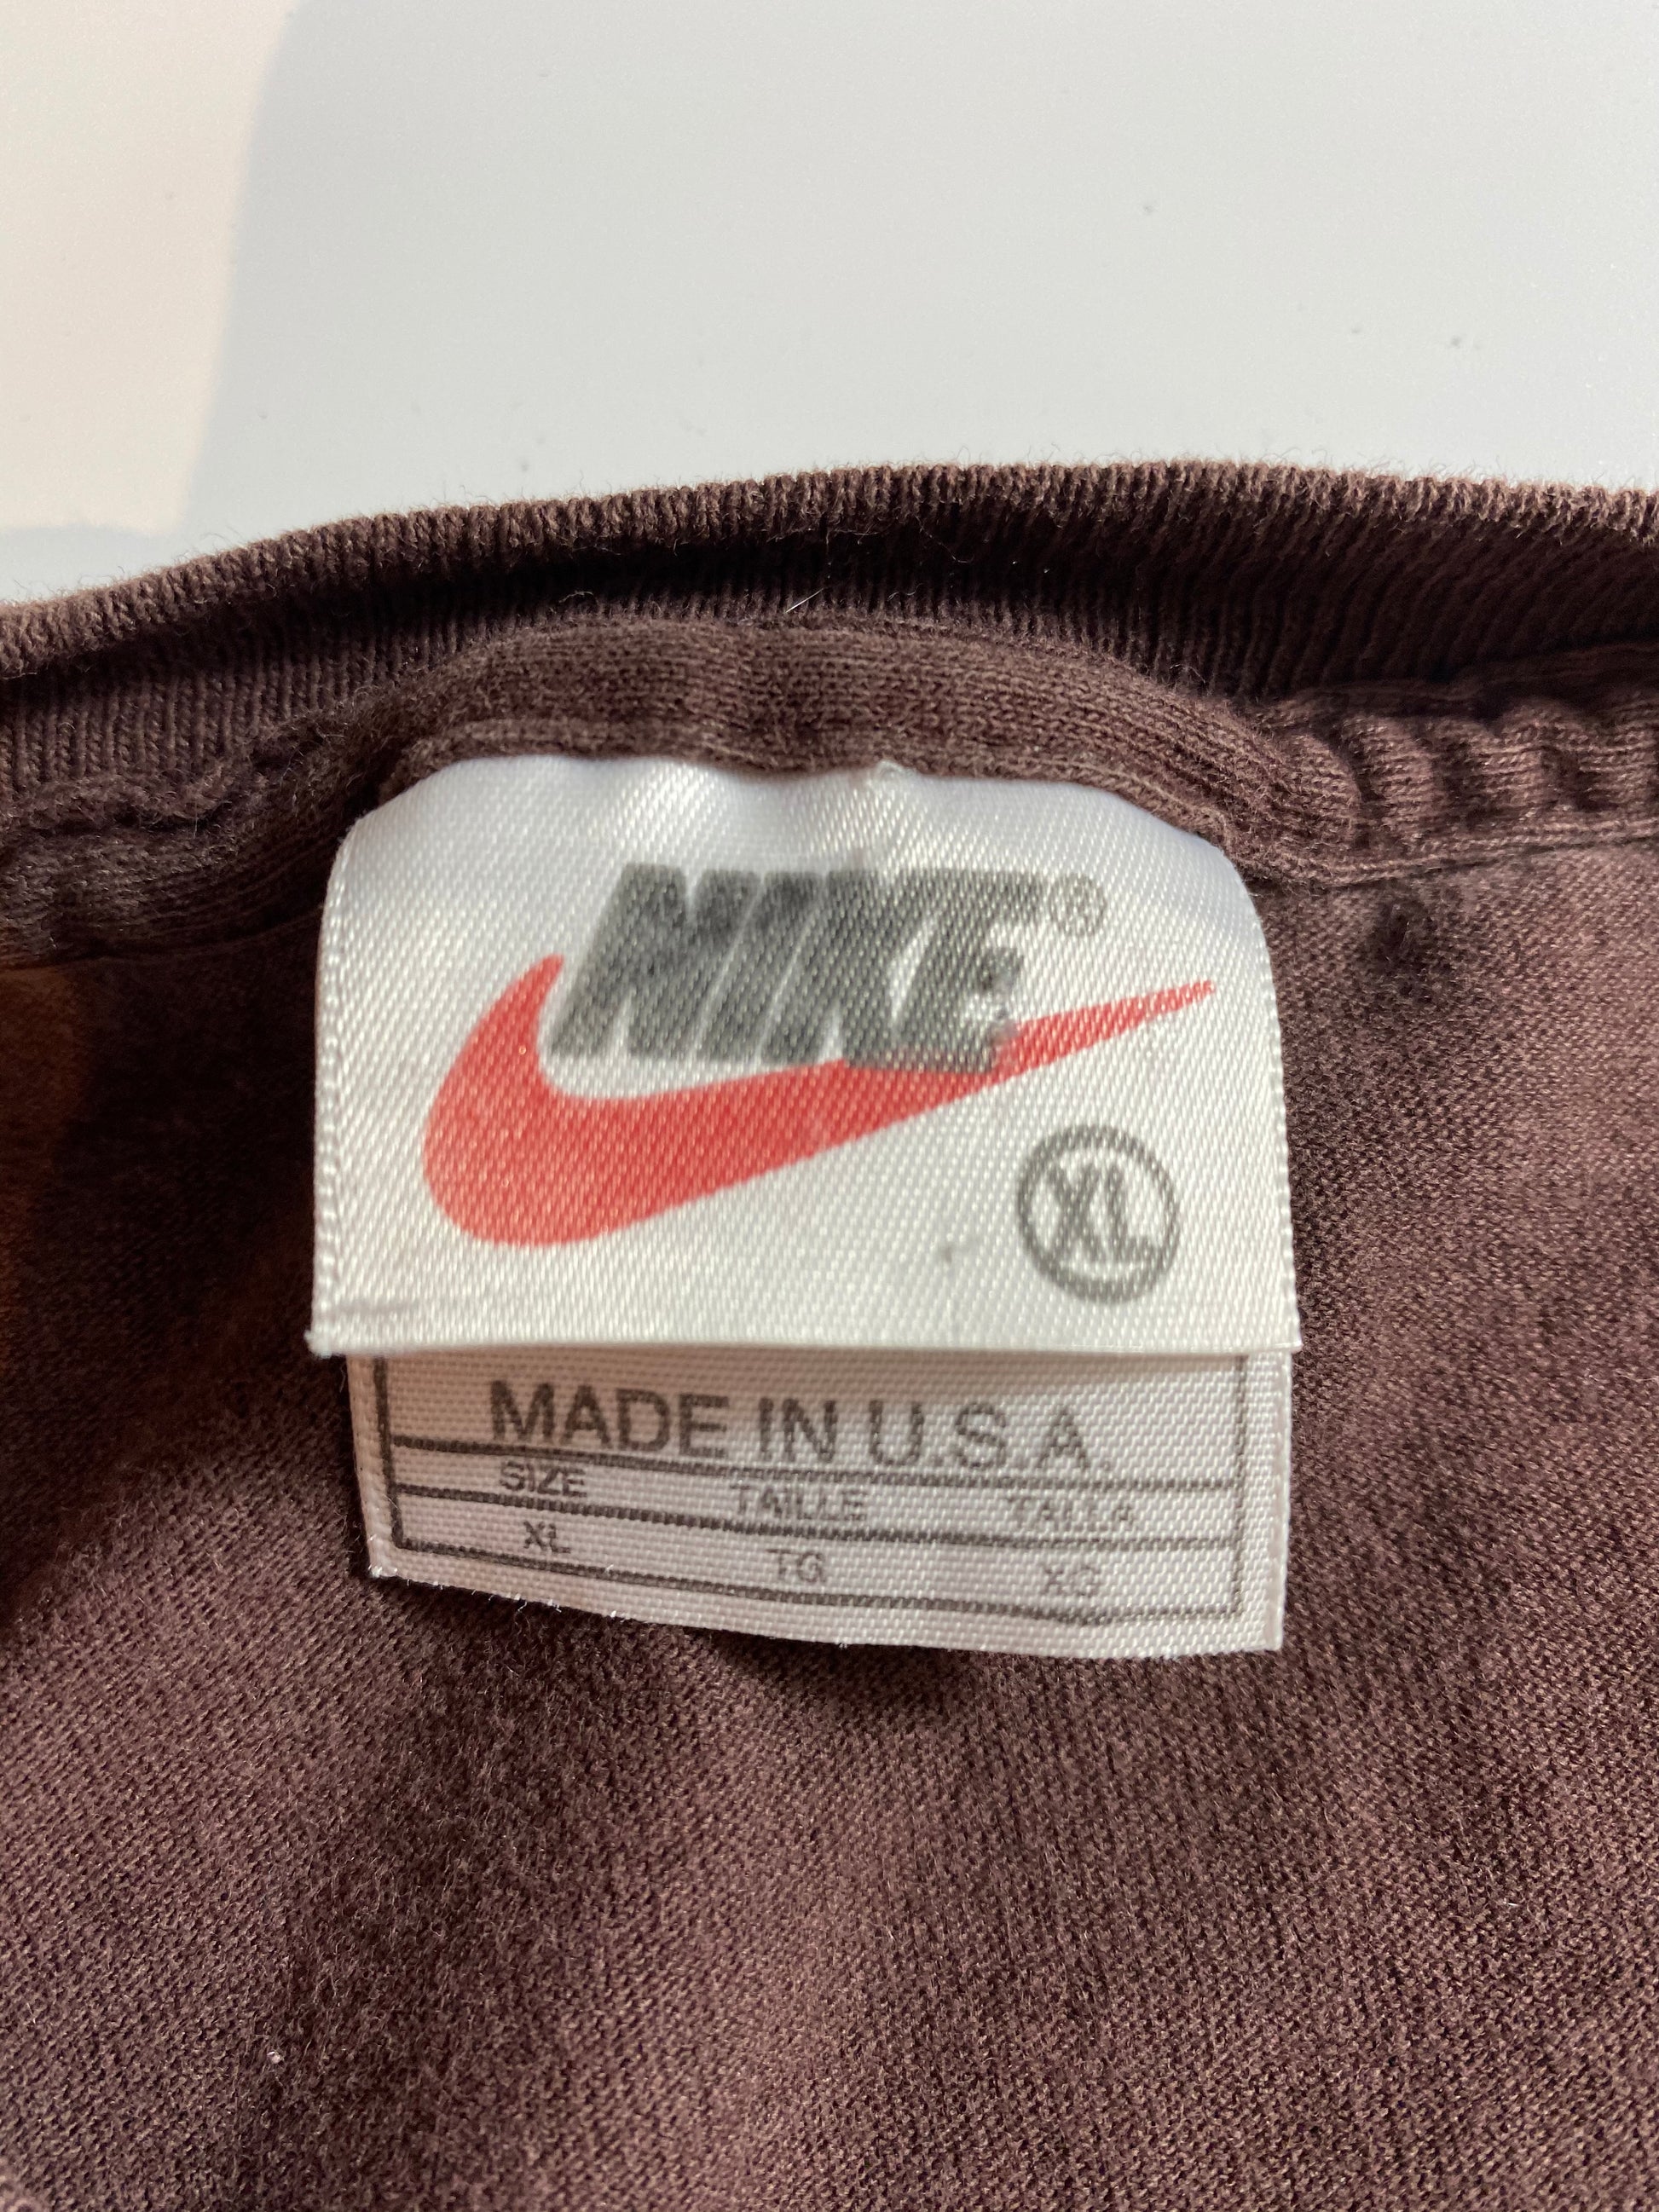 NIKE®
XL
MADE IN U.S.A.
SIZE TAILLE TALLA
XL TG XG